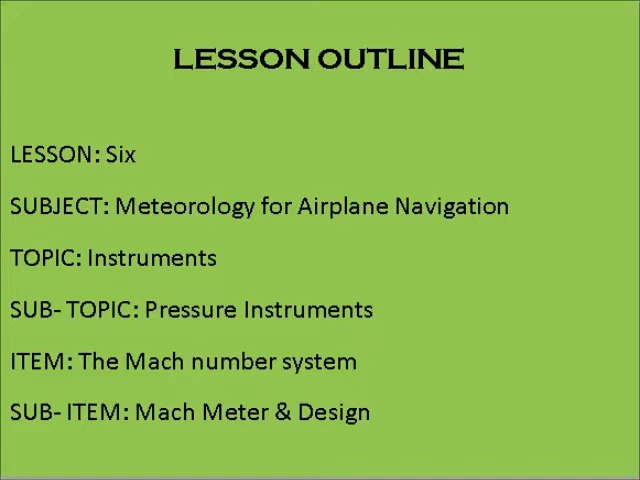 LESSON OUTLINE
LESSON: Six
SUBJECT: Meteorology for Airplane Navigation
TOPIC: Instruments
SUB- TOPIC: Pressure Instruments
ITEM: The Mach number system
SUB- ITEM: Mach Meter & Design